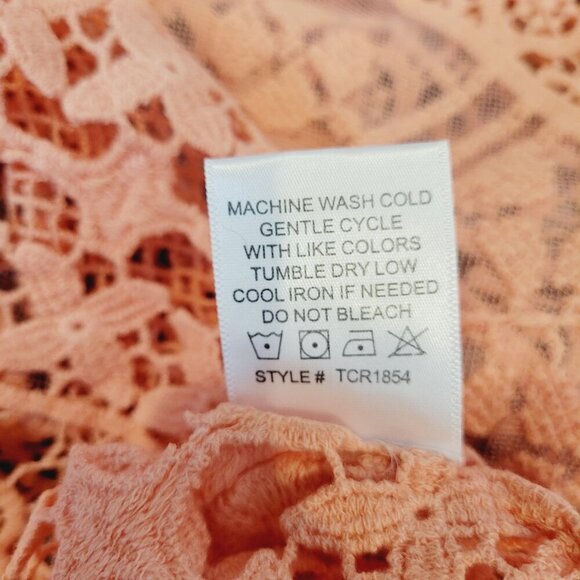 MACHINE WASH COLD
GENTLE CYCLE
WITH LIKE COLORS
TUMBLE DRY LOW
COOL IRON IF NEEDED
DO NOT BLEACH
STYLE# TCR1854